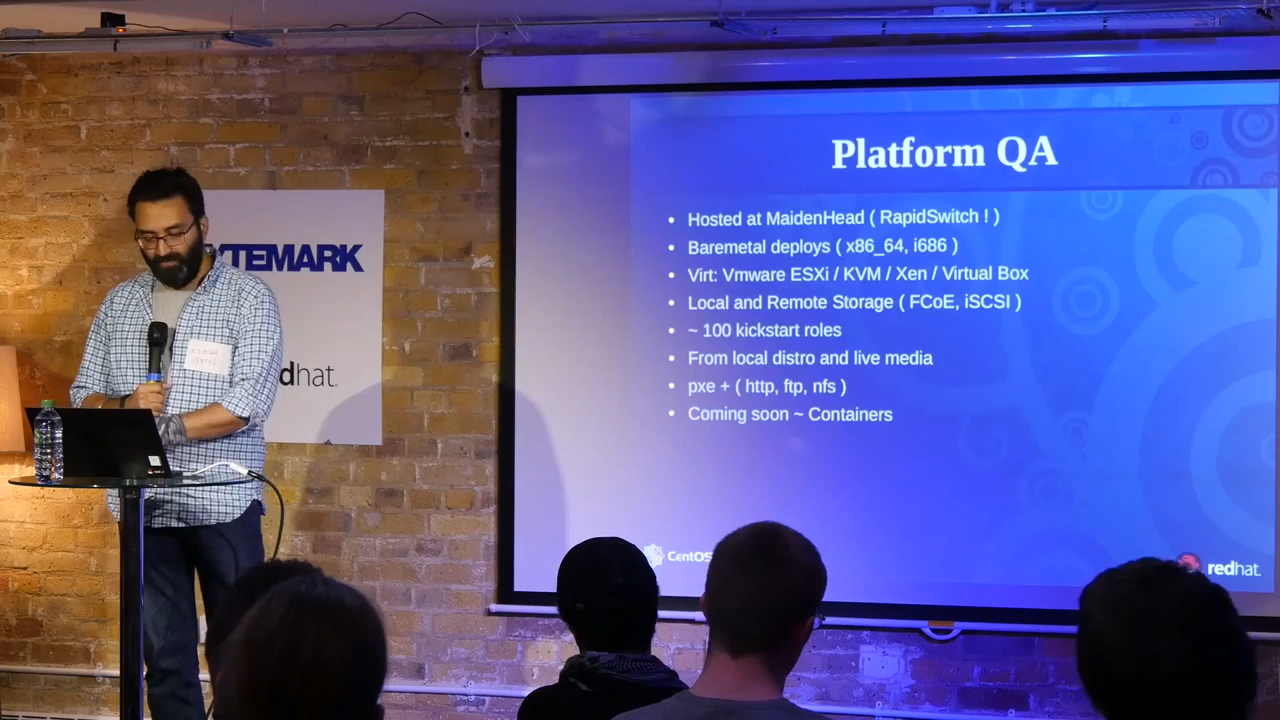 Platform QA
• Hosted at MaidenHead ( RapidSwitch ! )
• Baremetal deploys ( x86_64, i686 )
• Virt: Vmware ESXi / KVM / Xen / Virtual Box
• Local and Remote Storage ( FCoE, iSCSI )
• ~ 100 kickstart roles
• From local distro and live media
• pxe + ( http, ftp, nfs )
• Coming soon ~ Containers
CentOS
redhat.
YTEMARK
dhat.